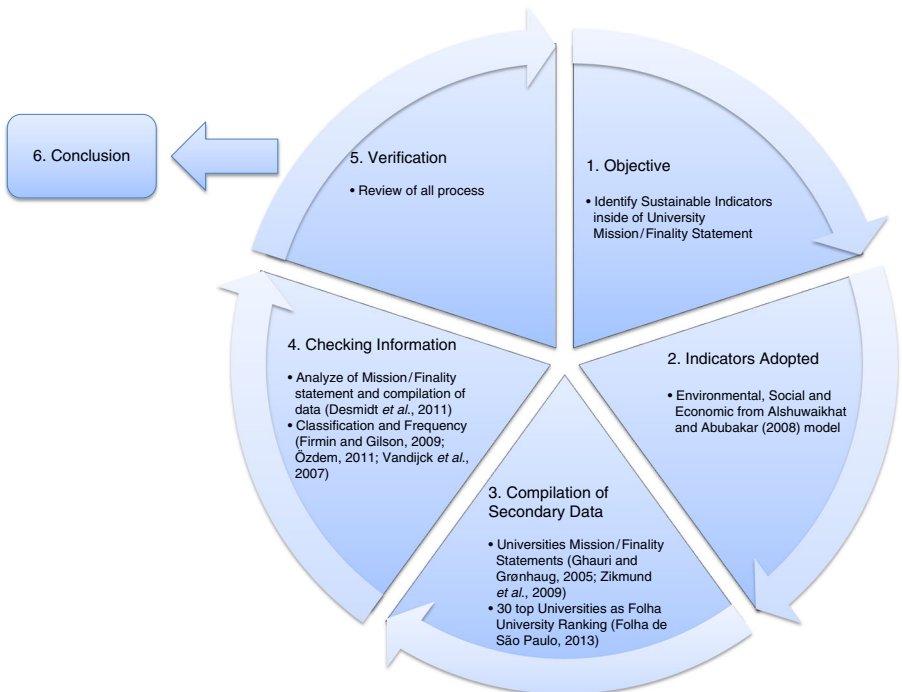 1. Objective
• Identify Sustainable Indicators
inside of University
Mission/Finality Statement
2. Indicators Adopted
• Environmental, Social and
Economic from Alshuwaikhat
and Abubakar (2008) model
3. Compilation of
Secondary Data
• Universities Mission/Finality
Statements (Ghauri and
Grønhaug, 2005; Zikmund
et al., 2009)
• 30 top Universities as Folha
University Ranking (Folha de
São Paulo, 2013)
4. Checking Information
• Analyze of Mission/Finality
statement and compilation of
data (Desmidt et al., 2011)
• Classification and Frequency
(Firmin and Gilson, 2009;
Özdem, 2011; Vandijck et al.,
2007)
5. Verification
• Review of all process
6. Conclusion